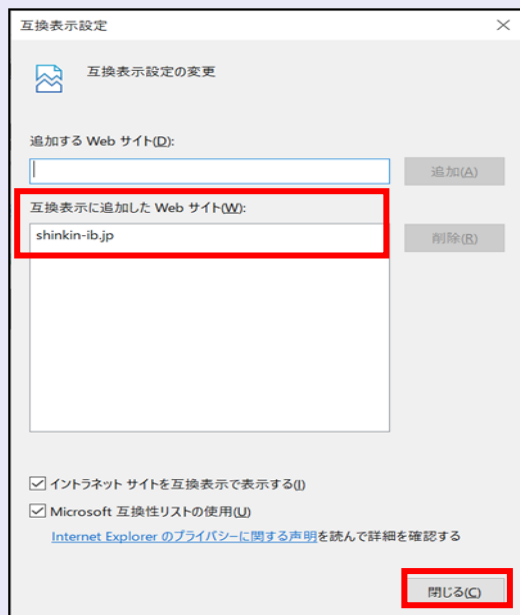 互換表示設定
互換表示設定の変更
追加する Web サイト(D):
追加(A)
互換表示に追加した Web サイト(W):
shinkin-ib.jp
削除(R)
イントラネット サイトを互換表示で表示する(I)
Microsoft 互換性リストの使用(U)
Internet Explorer のプライバシーに関する声明を読んで詳細を確認する
閉じる(C)